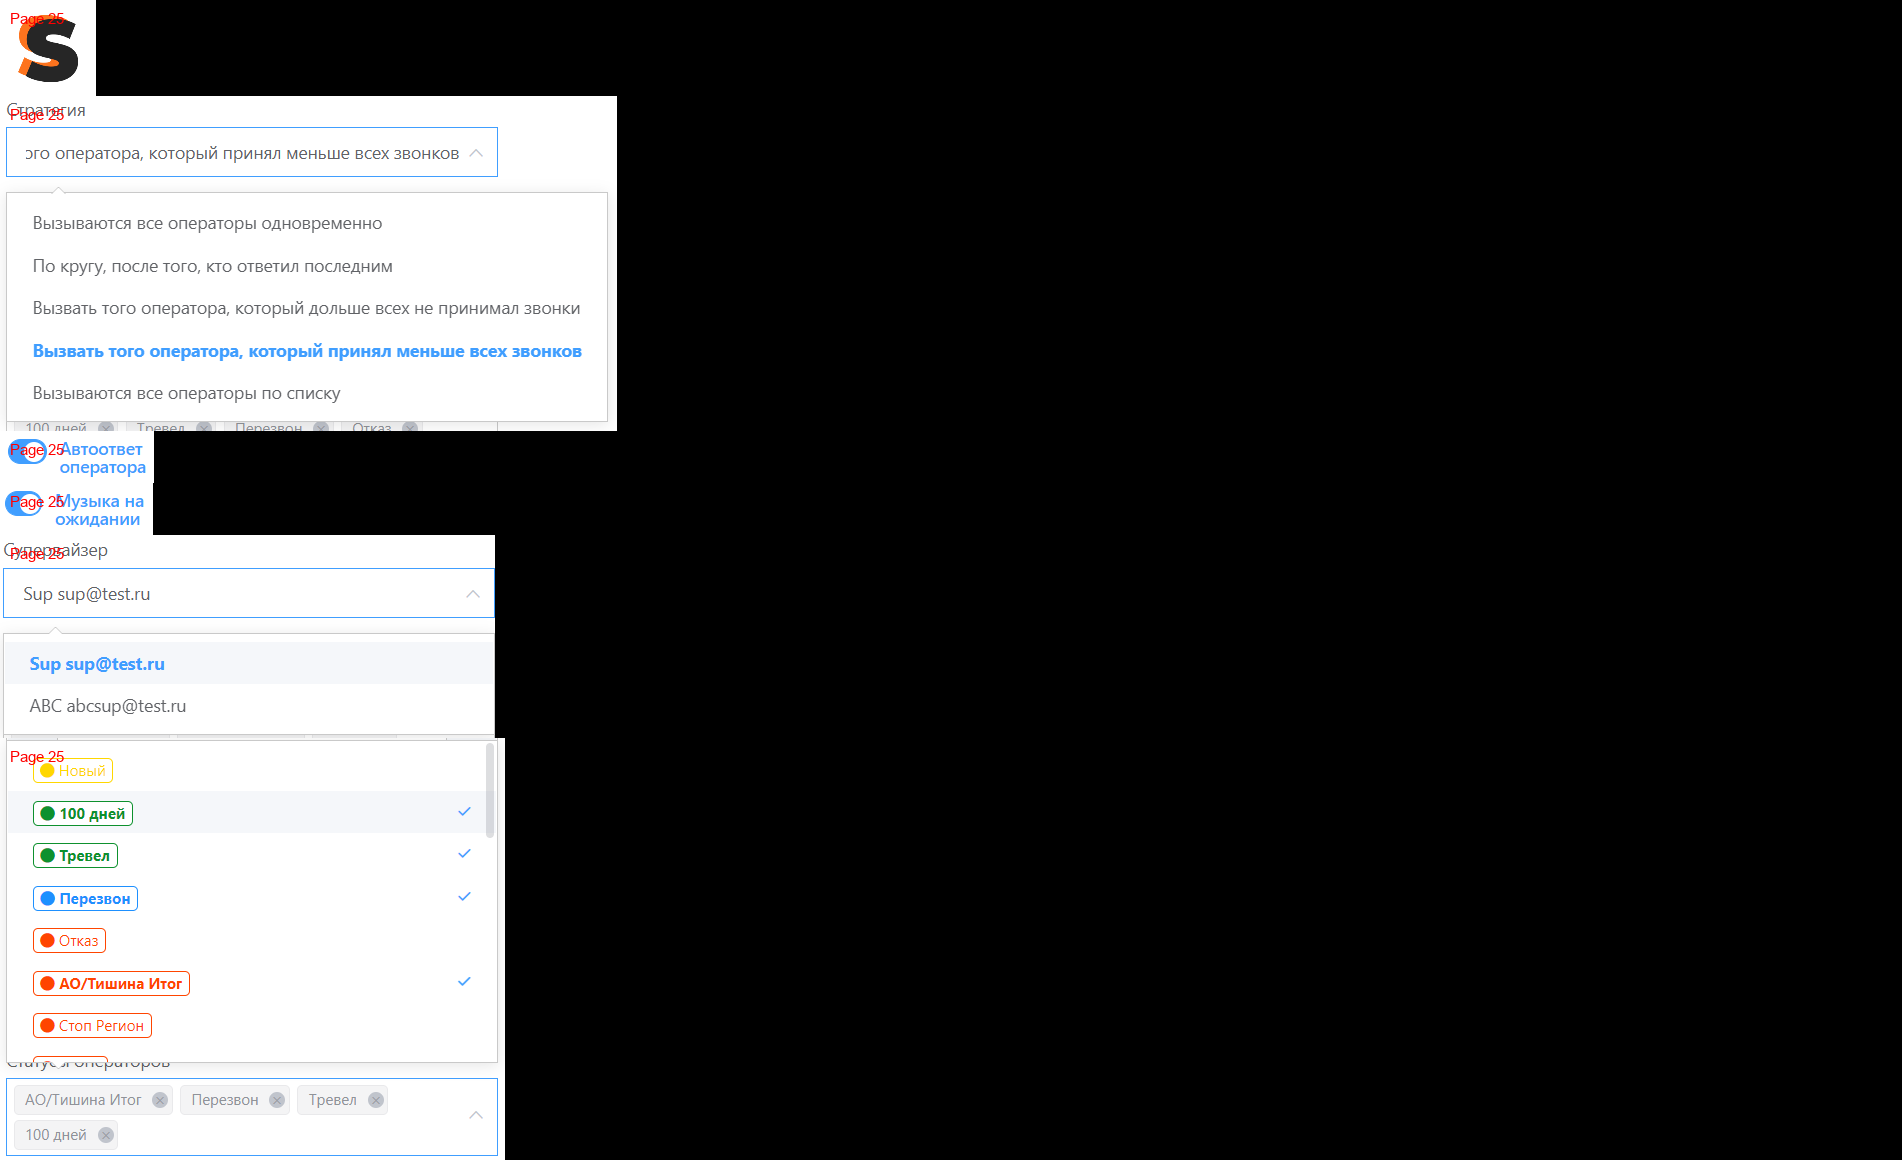 Page 25
S
Стратегия
Page 25
ого оператора, который принял меньше всех звонков
Вызываются все операторы одновременно
По кругу, после того, кто ответил последним
Вызвать того оператора, который дольше всех не принимал звонки
Вызвать того оператора, который принял меньше всех звонков
Вызываются все операторы по списку
100 дней Тревел Перезвон Отказ
Page 25
Автоответ
оператора
Page 25
Музыка на
ожидании
Супервайзер
Page 25
Sup sup@test.ru
Sup sup@test.ru
ABC abcsup@test.ru
Page 25
Новый
100 дней
Тревел
Перезвон
Отказ
АО/Тишина Итог
Стоп Регион
Статусы операторов
АО/Тишина Итог Перезвон Тревел
100 дней